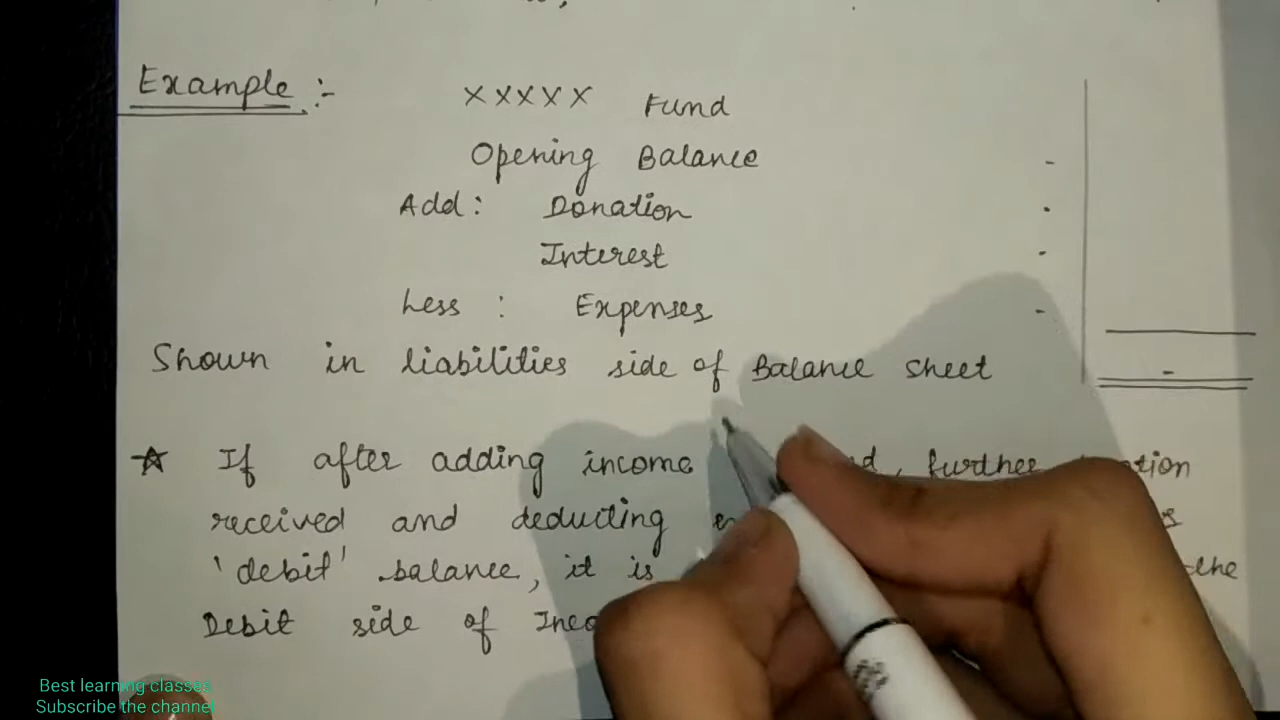 Example :-
XXXXX Fund
Opening Balance -
Add: Donation .
Interest -
Less : Expenses -
Shown in liabilities side of Balance Sheet -
☆ If after adding income , further
received and deducting
'debit' balance, it is the
Debit side of
Best learning classes
Subscribe the channel